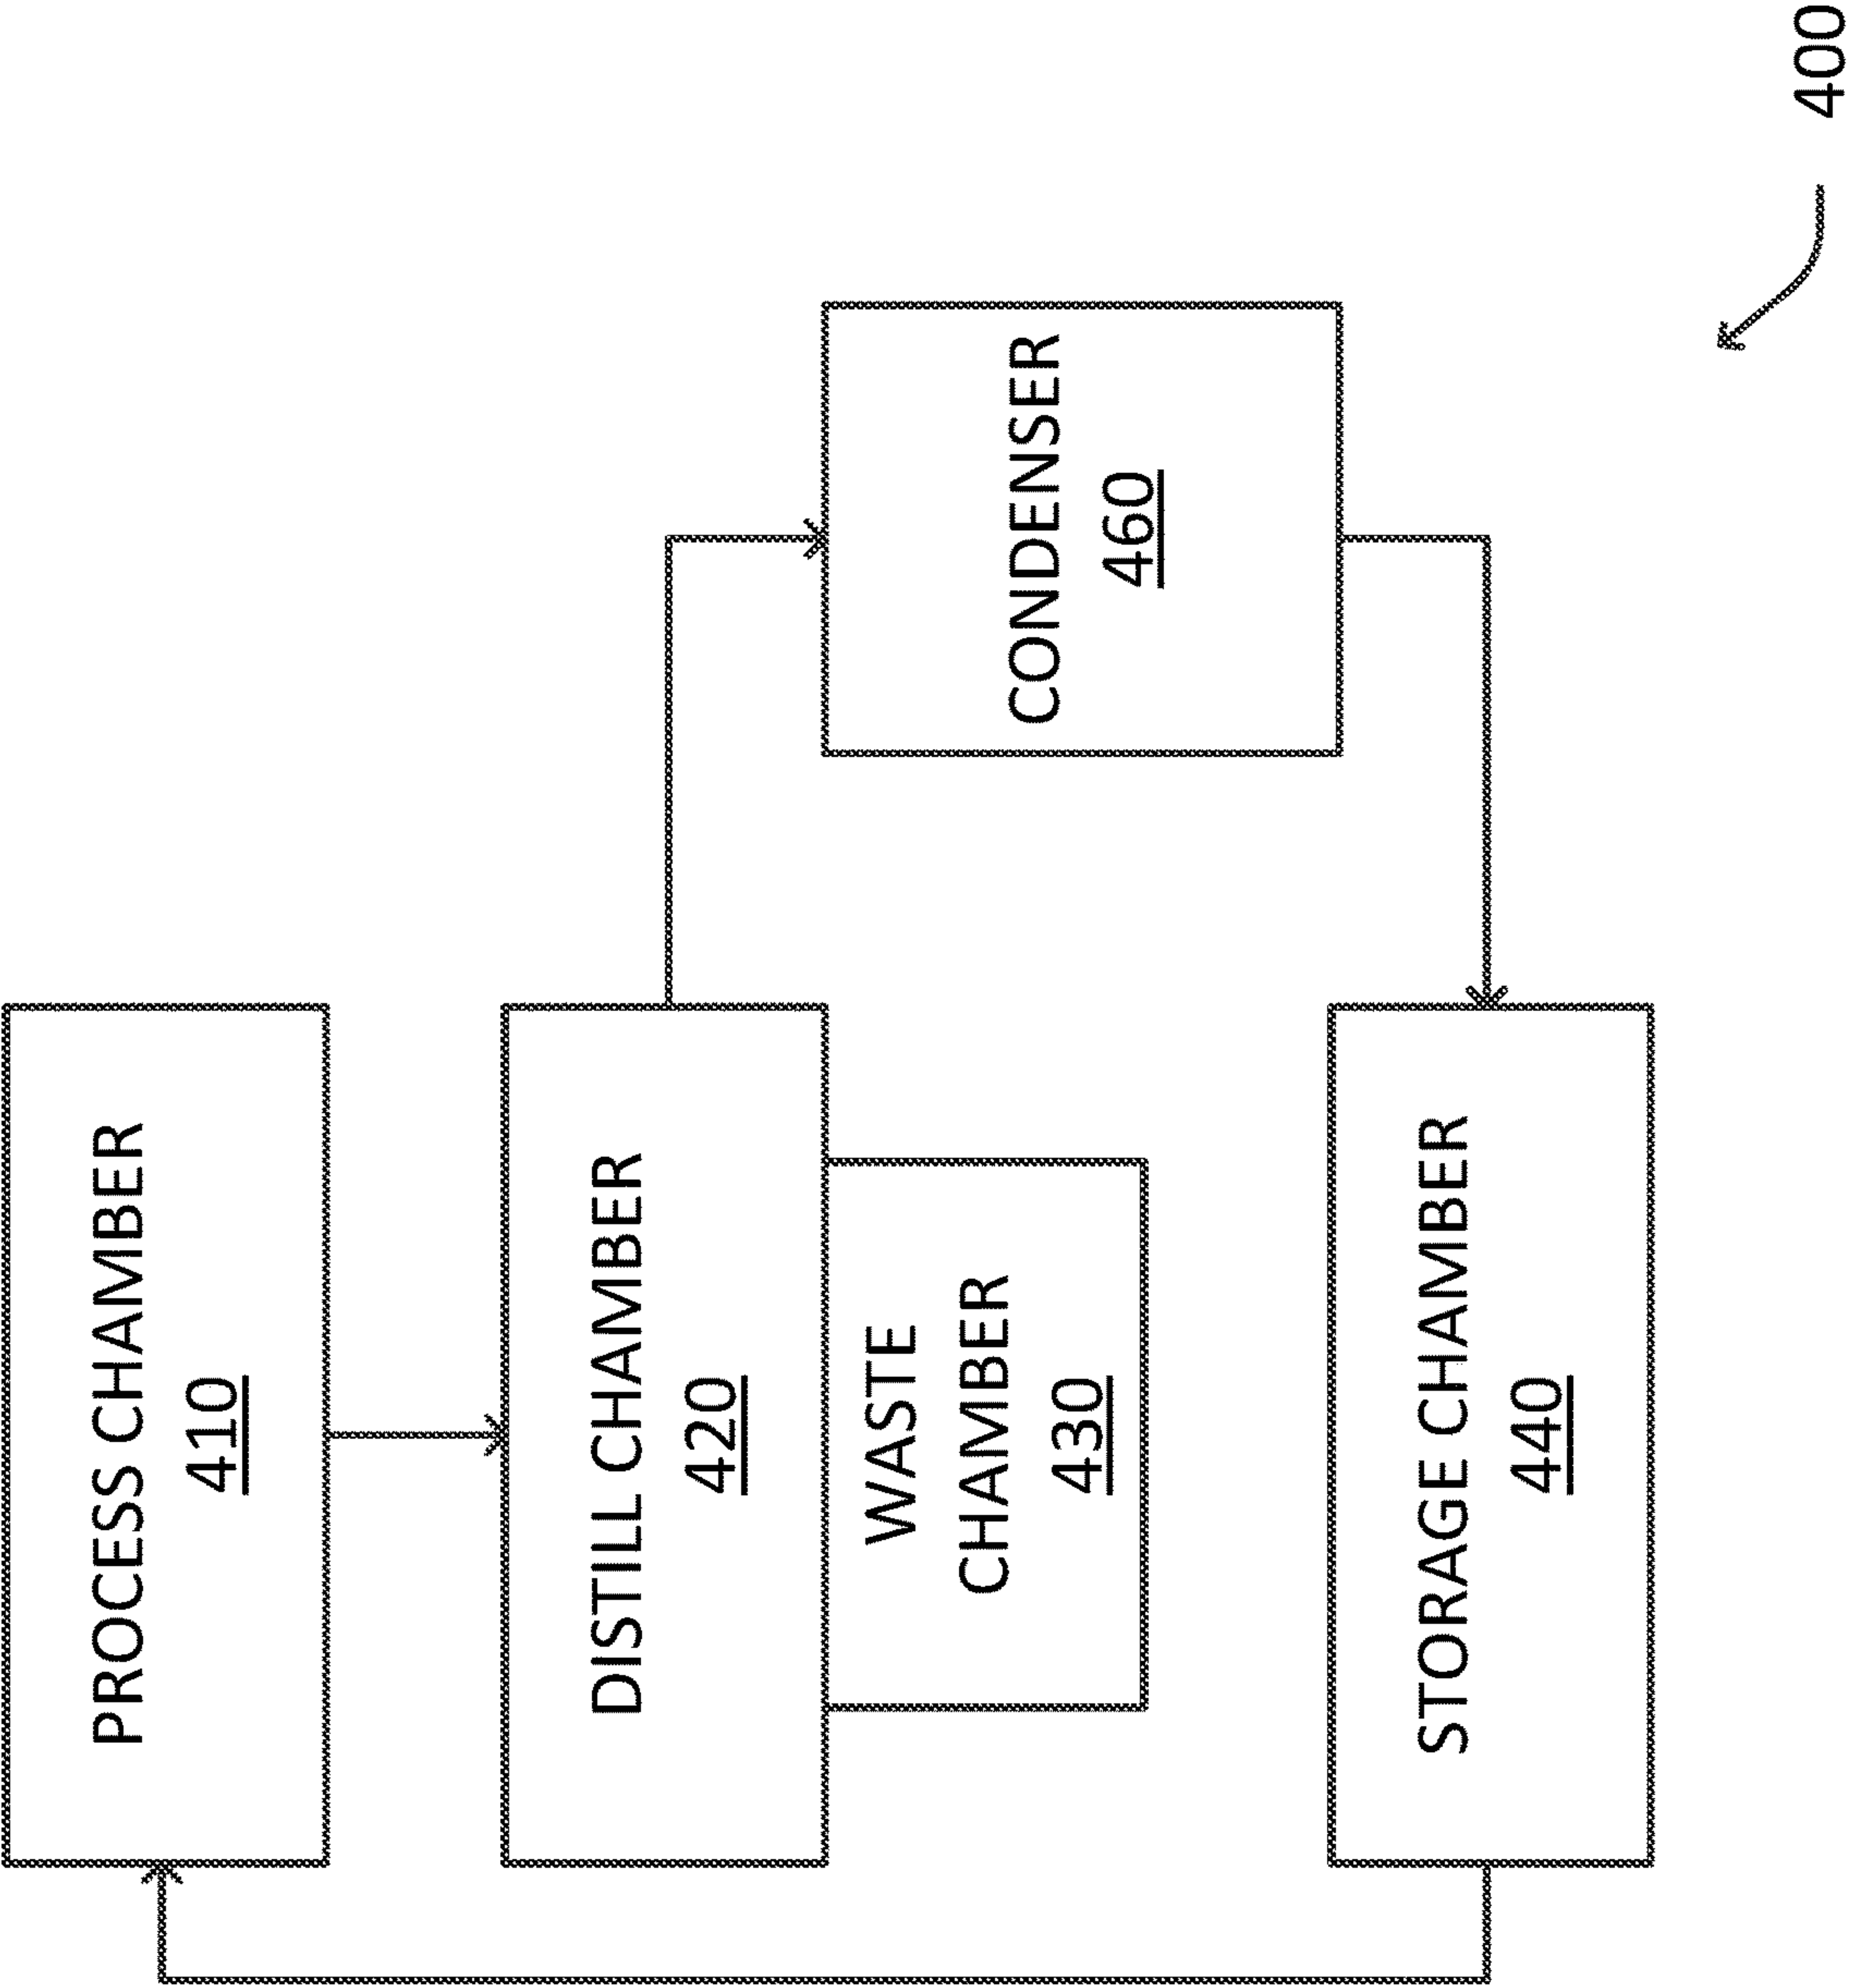 PROCESS CHAMBER
410
DISTILL CHAMBER
420
WASTE
CHAMBER
430
CONDENSER
460
STORAGE CHAMBER
440
400